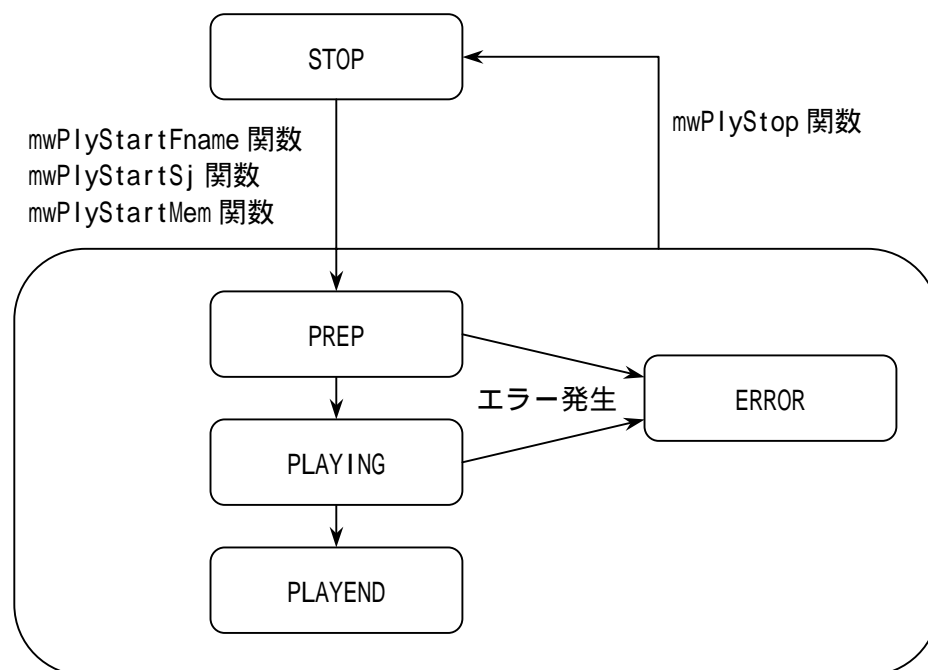 STOP
mwPlyStartFname 関数
mwPlyStartSj 関数
mwPlyStartMem 関数
mwPlyStop 関数
PREP
エラー発生
ERROR
PLAYING
PLAYEND